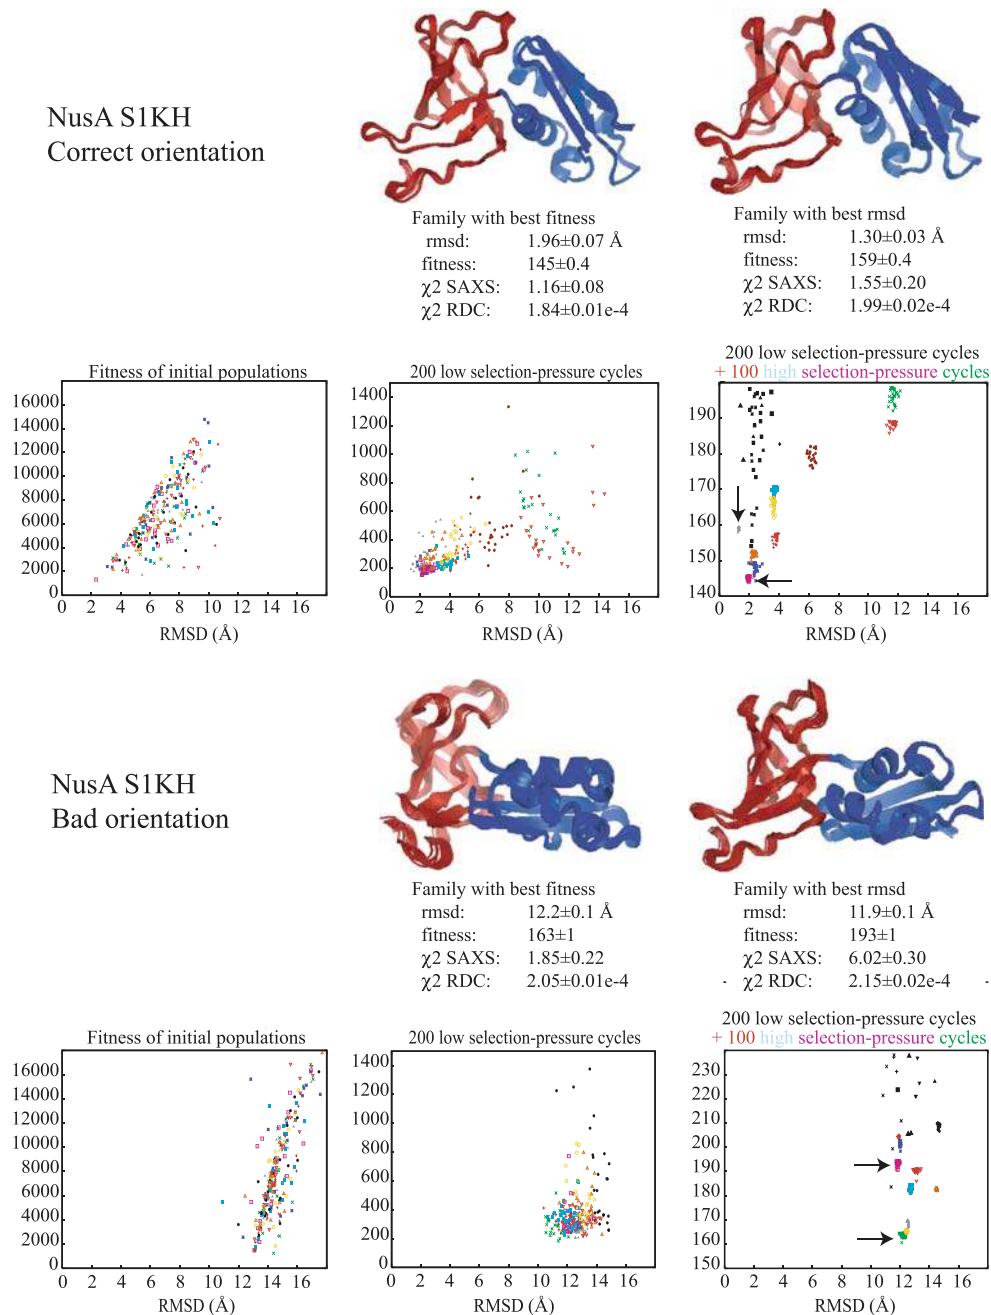 NusA S1KH
Correct orientation
Family with best fitness
rmsd: 1.96±0.07 Å
fitness: 145±0.4
χ2 SAXS: 1.16±0.08
χ2 RDC: 1.84±0.01e-4
Family with best rmsd
rmsd: 1.30±0.03 Å
fitness: 159±0.4
χ2 SAXS: 1.55±0.20
χ2 RDC: 1.99±0.02e-4
Fitness of initial populations
16000
14000
12000
10000
8000
6000
4000
2000
0
0 2 4 6 8 10 12 14 16
RMSD (Å)
200 low selection-pressure cycles
1400
1200
1000
800
600
400
200
0
0 2 4 6 8 10 12 14 16
RMSD (Å)
200 low selection-pressure cycles
+ 100 high selection-pressure cycles
190
180
170
160
150
140
0 2 4 6 8 10 12 14 16
RMSD (Å)
NusA S1KH
Bad orientation
Family with best fitness
rmsd: 12.2±0.1 Å
fitness: 163±1
χ2 SAXS: 1.85±0.22
χ2 RDC: 2.05±0.01e-4
Family with best rmsd
rmsd: 11.9±0.1 Å
fitness: 193±1
χ2 SAXS: 6.02±0.30
χ2 RDC: 2.15±0.02e-4
Fitness of initial populations
16000
14000
12000
10000
8000
6000
4000
2000
0
0 2 4 6 8 10 12 14 16
RMSD (Å)
200 low selection-pressure cycles
1400
1200
1000
800
600
400
200
0
0 2 4 6 8 10 12 14 16
RMSD (Å)
200 low selection-pressure cycles
+ 100 high selection-pressure cycles
230
220
210
200
190
180
170
160
150
0 2 4 6 8 10 12 14 16
RMSD (Å)